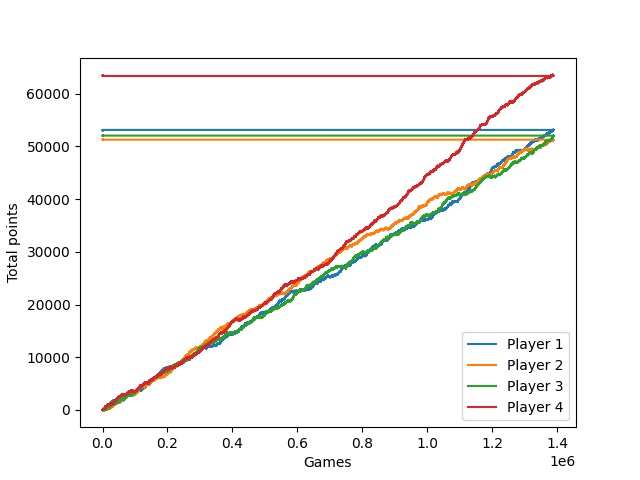 60000
50000
40000
30000
20000
10000
0
Total points
0.0 0.2 0.4 0.6 0.8 1.0 1.2 1.4
1e6
Games
Player 1
Player 2
Player 3
Player 4